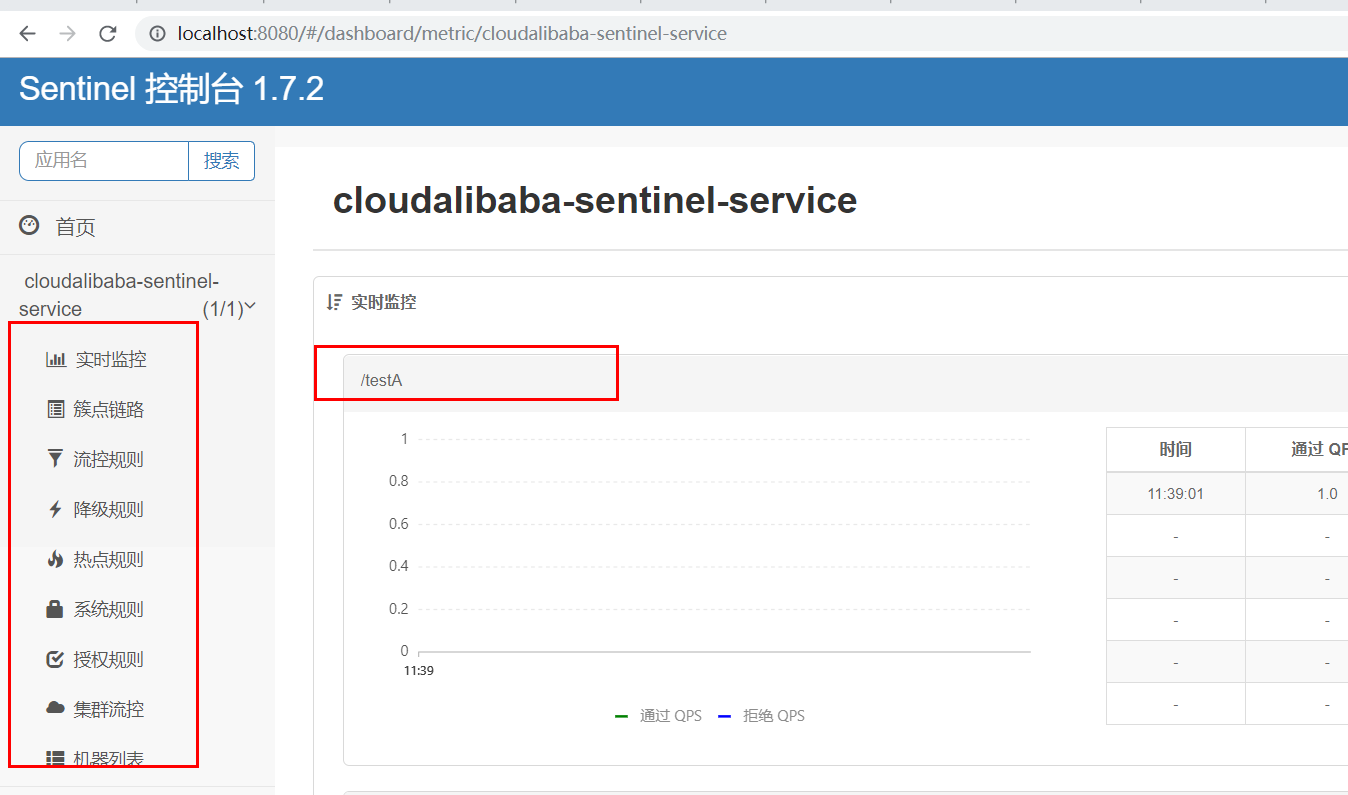 localhost:8080/#/dashboard/metric/cloudalibaba-sentinel-service
Sentinel 控制台 1.7.2
应用名 搜索
首页
cloudalibaba-sentinel-
service (1/1)
实时监控
簇点链路
流控规则
降级规则
热点规则
系统规则
授权规则
集群流控
机器列表
cloudalibaba-sentinel-service
实时监控
/testA
1
0.8
0.6
0.4
0.2
0
11:39
通过 QPS 拒绝 QPS
时间 通过 QP
11:39:01 1.0
- -
- -
- -
- -
- -